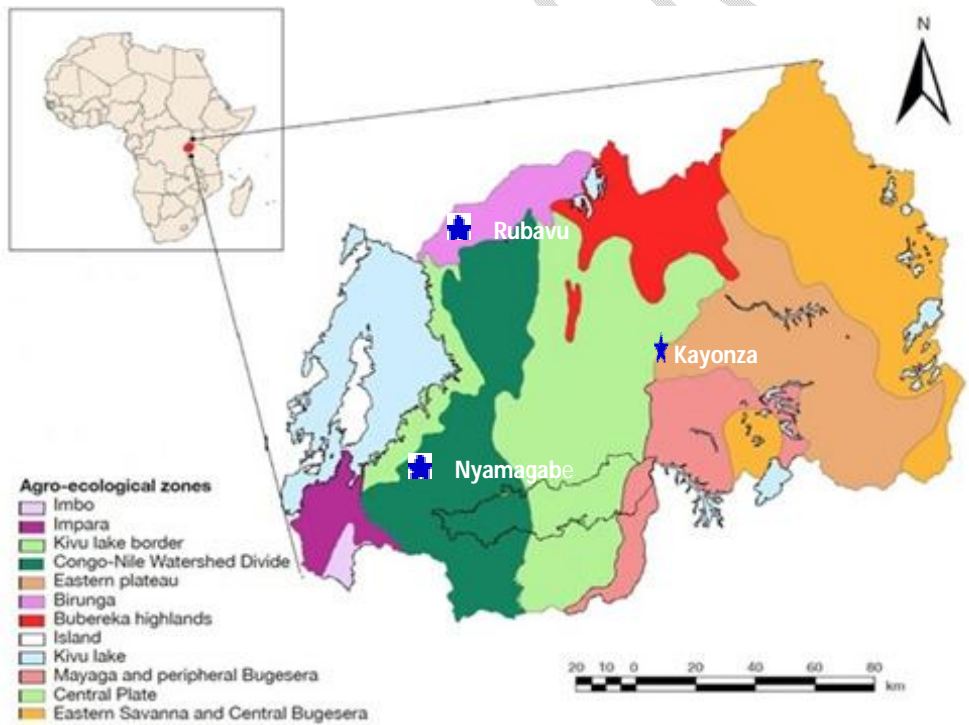 N
Rubavu
Kayonza
Nyamagabe
Agro-ecological zones
Imbo
Impara
Kivu lake border
Congo-Nile Watershed Divide
Eastern plateau
Birunga
Bubereka highlands
Island
Kivu lake
Mayaga and peripheral Bugesera
Central Plate
Eastern Savanna and Central Bugesera
20 10 0 20 40 60 80
km